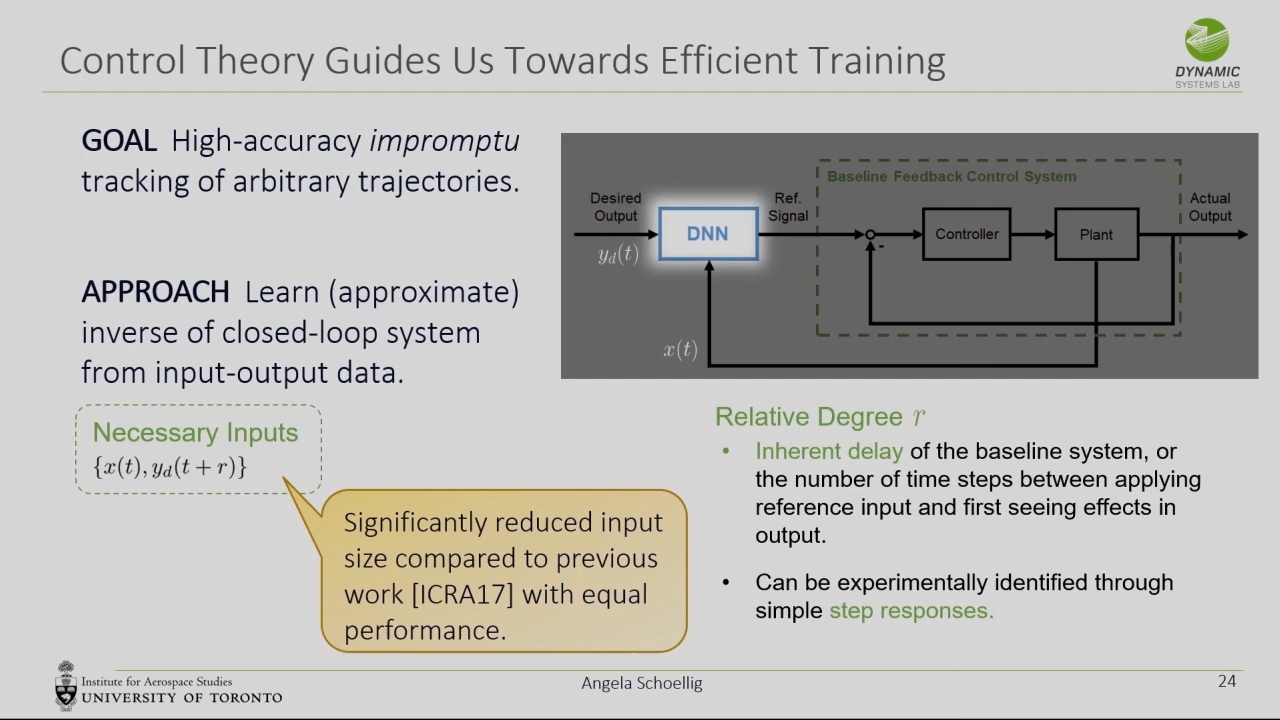 Control Theory Guides Us Towards Efficient Training
DYNAMIC
SYSTEMS LAB
GOAL High-accuracy impromptu
tracking of arbitrary trajectories.
APPROACH Learn (approximate)
inverse of closed-loop system
from input-output data.
Necessary Inputs
{x(t), y_d(t + r)}
Significantly reduced input
size compared to previous
work [ICRA17] with equal
performance.
Baseline Feedback Control System
Desired
Output
y_d(t)
DNN
Ref.
Signal
-
Controller
Plant
Actual
Output
x(t)
Relative Degree r
• Inherent delay of the baseline system, or
the number of time steps between applying
reference input and first seeing effects in
output.
• Can be experimentally identified through
simple step responses.
Institute for Aerospace Studies
UNIVERSITY OF TORONTO
Angela Schoellig
24